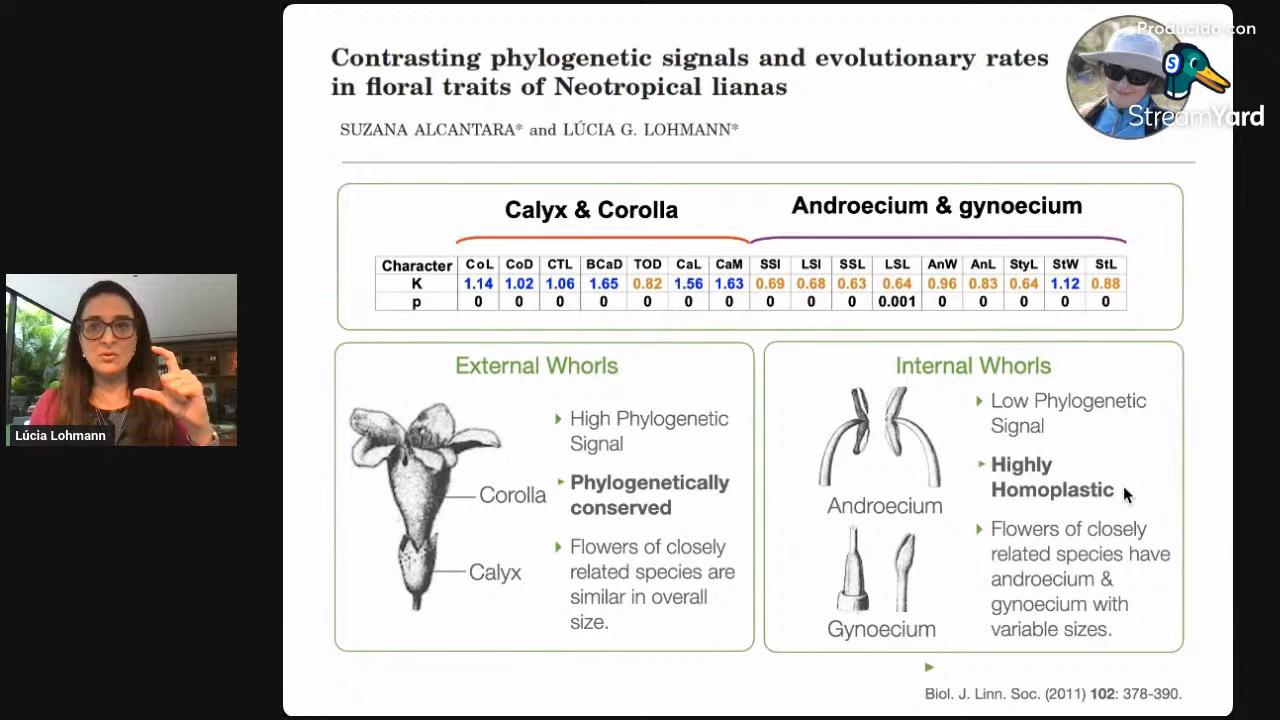 Contrasting phylogenetic signals and evolutionary rates
in floral traits of Neotropical lianas
SUZANA ALCANTARA* and LÚCIA G. LOHMANN*
Producido con
StreamYard
Calyx & Corolla
Androecium & gynoecium
Character CoL CoD CTL BCaD TOD CaL CaM SSI LSI SSL LSL AnW AnL StyL StW StL
K 1.14 1.02 1.06 1.65 0.82 1.56 1.63 0.69 0.68 0.63 0.64 0.96 0.83 0.64 1.12 0.88
p 0 0 0 0 0 0 0 0 0 0 0.001 0 0 0 0 0
External Whorls
High Phylogenetic
Signal
Phylogenetically
conserved
Flowers of closely
related species are
similar in overall
size.
Corolla
Calyx
Internal Whorls
Low Phylogenetic
Signal
Highly
Homoplastic
Flowers of closely
related species have
androecium &
gynoecium with
variable sizes.
Androecium
Gynoecium
Biol. J. Linn. Soc. (2011) 102: 378-390.
Lúcia Lohmann